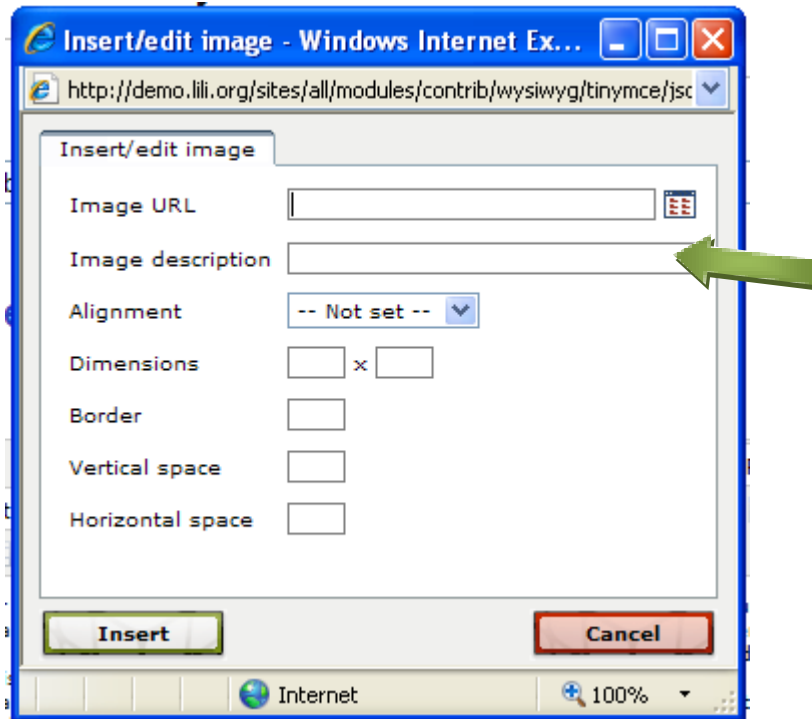 Insert/edit image - Windows Internet Ex...
http://demo.lili.org/sites/all/modules/contrib/wysiwyg/tinymce/jsc
Insert/edit image
Image URL
Image description
Alignment -- Not set --
Dimensions x
Border
Vertical space
Horizontal space
Insert Cancel
Internet 100%